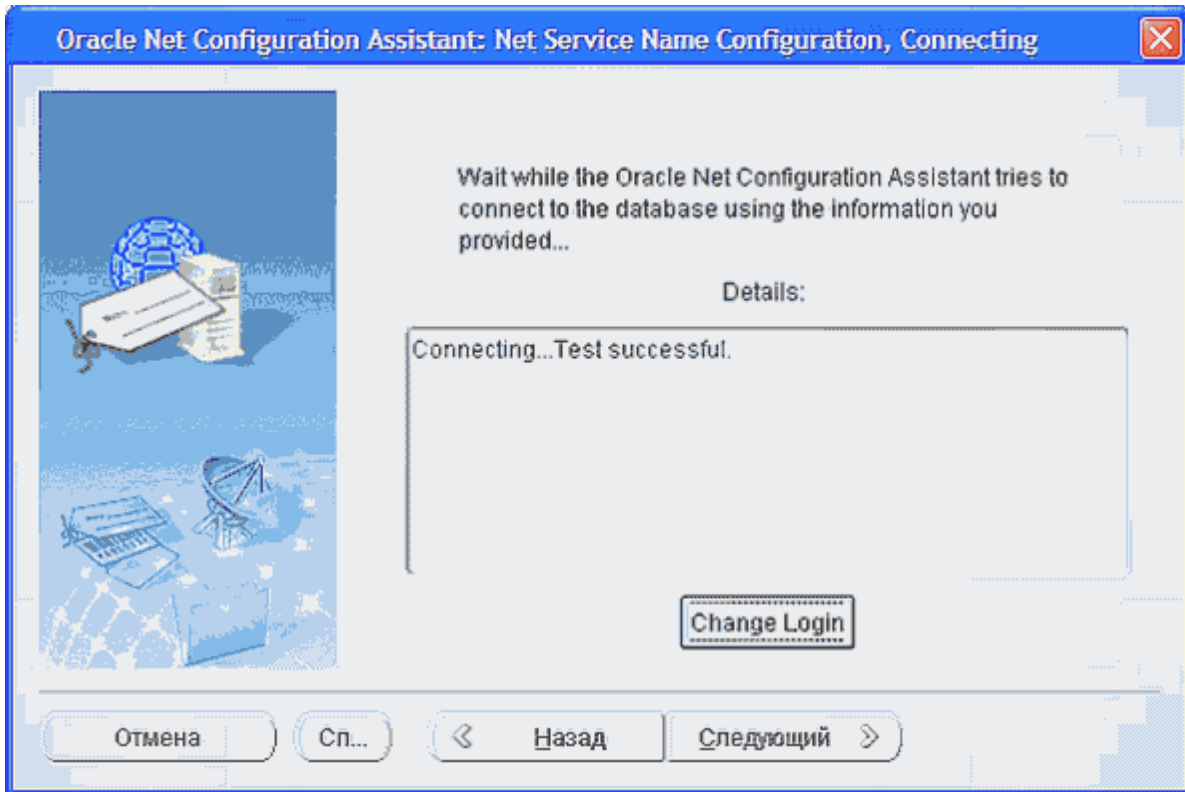 Oracle Net Configuration Assistant: Net Service Name Configuration, Connecting
Wait while the Oracle Net Configuration Assistant tries to
connect to the database using the information you
provided...
Details:
Connecting...Test successful.
Change Login
Отмена
Сп...
Назад
Следующий